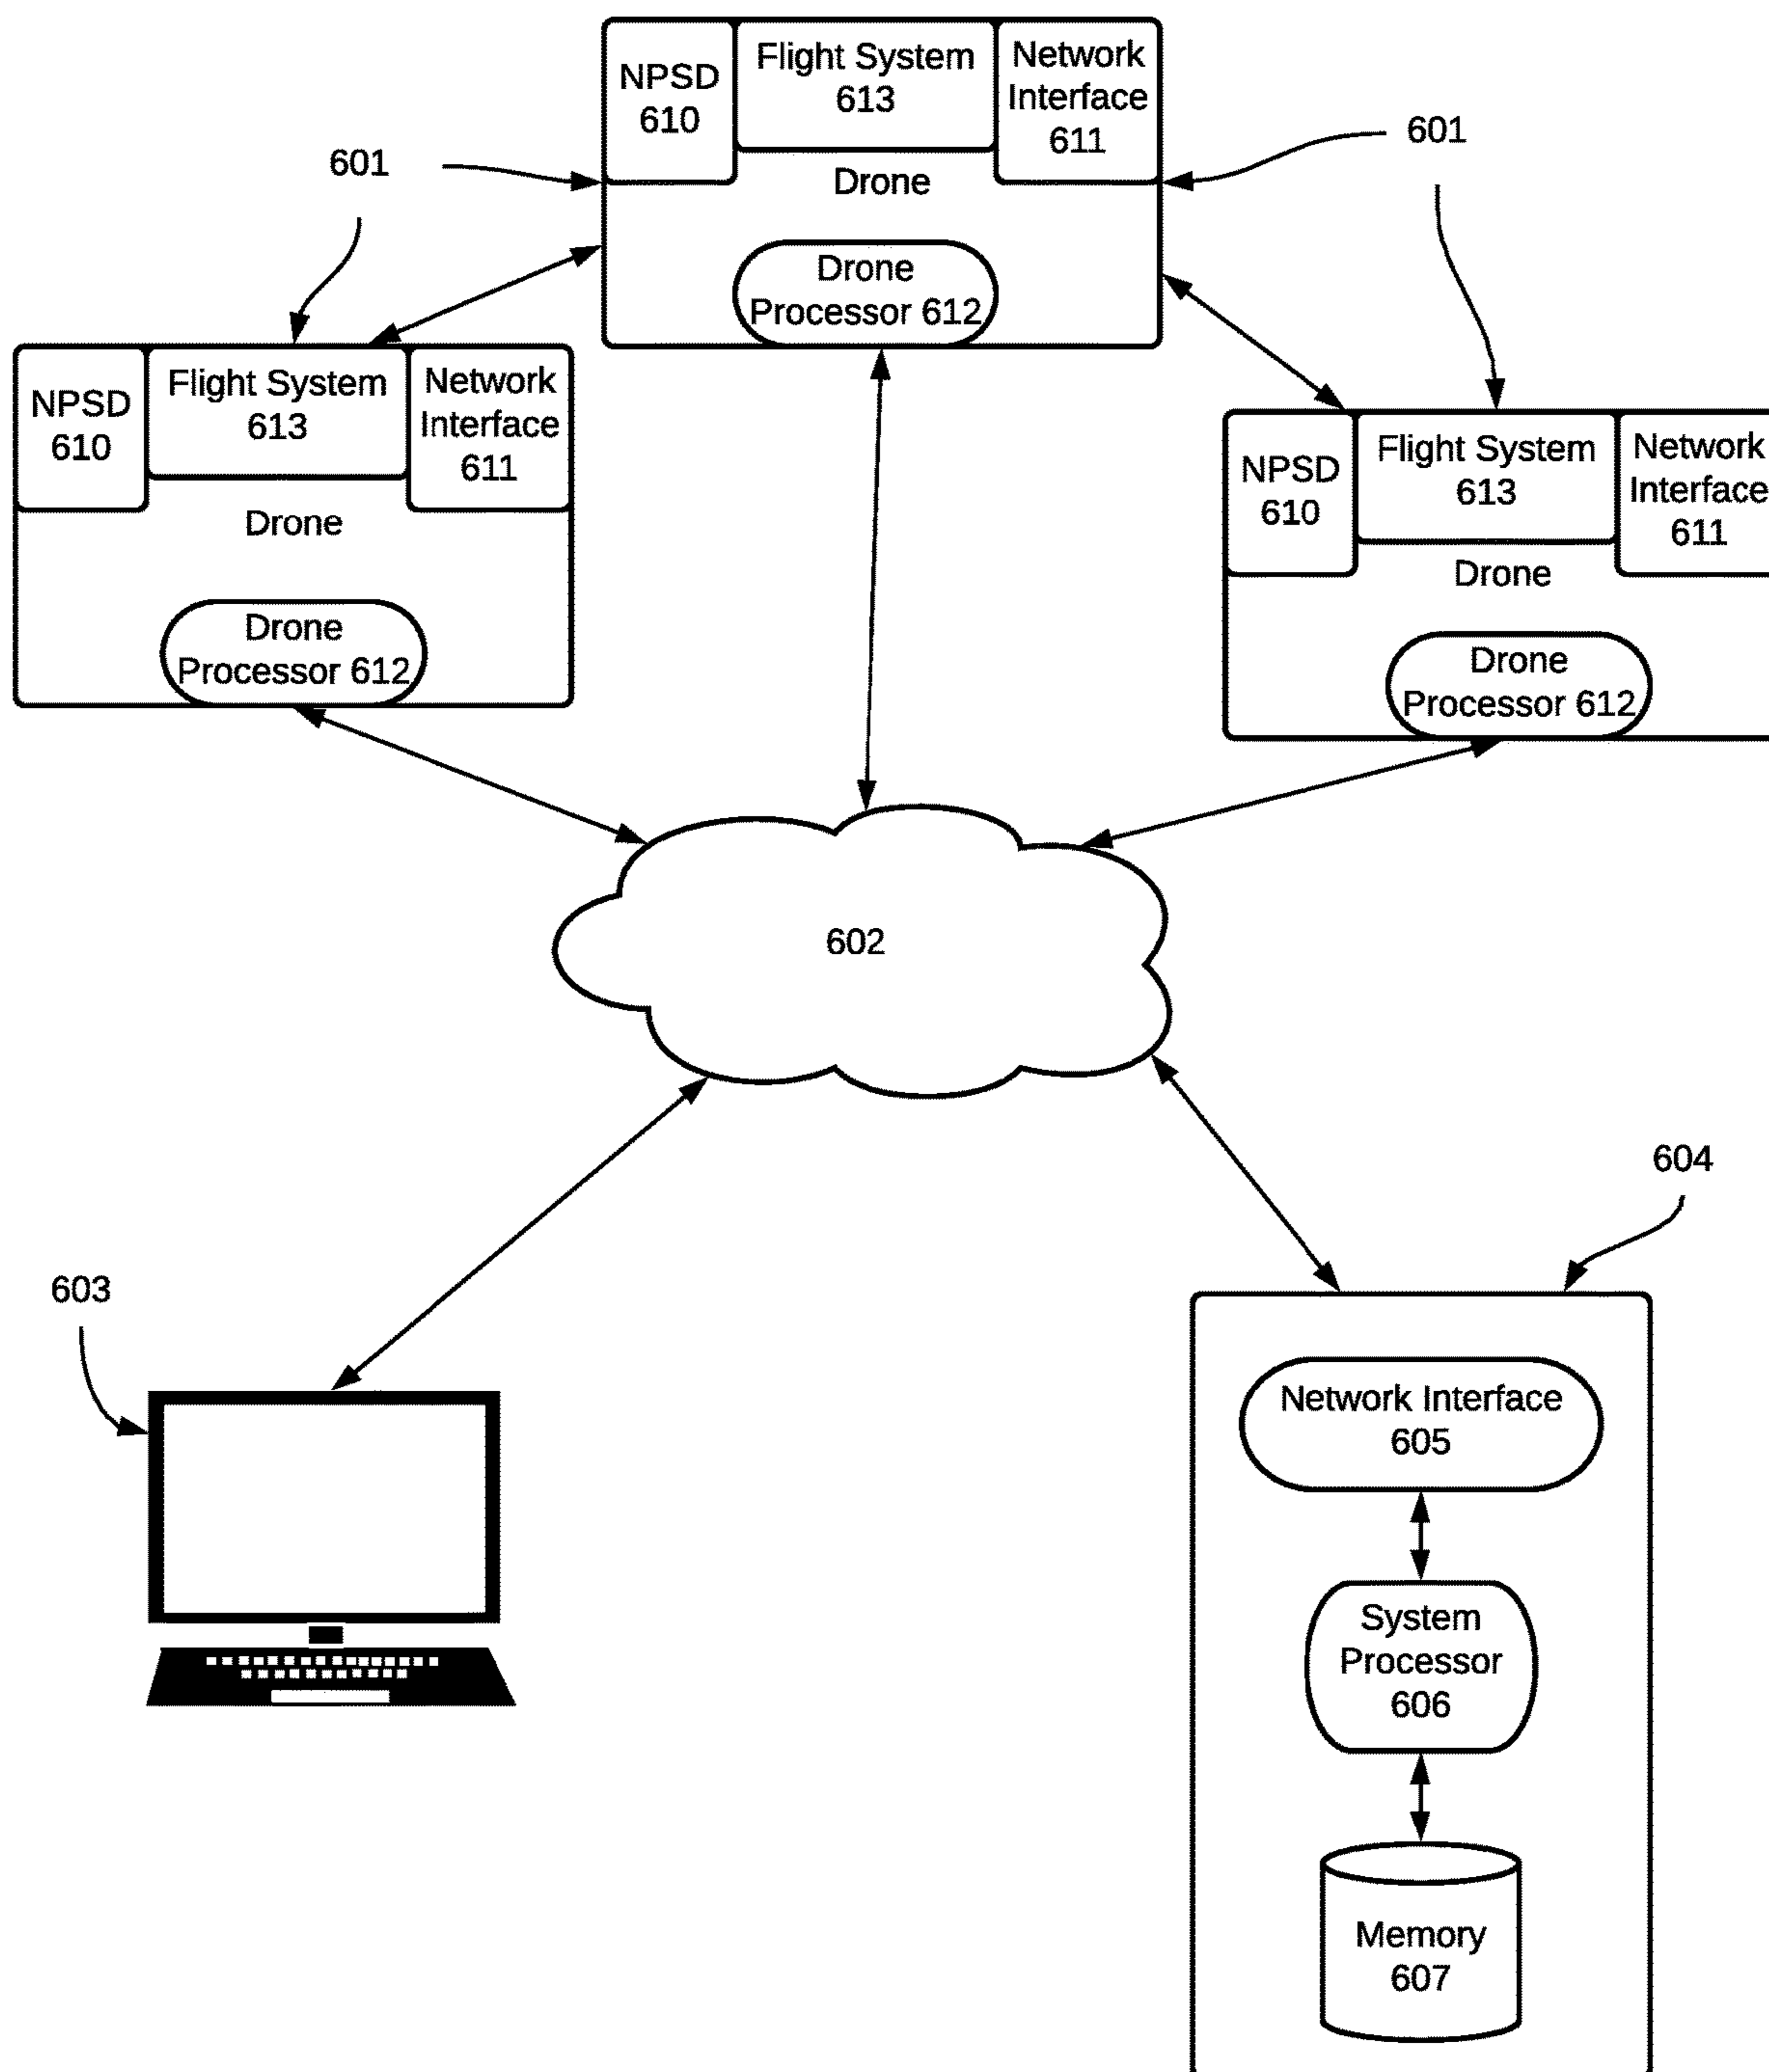 NPSD
610
Flight System
613
Network
Interface
611
Drone
Drone
Processor 612
601
601
NPSD
610
Flight System
613
Network
Interface
611
Drone
Drone
Processor 612
NPSD
610
Flight System
613
Network
Interface
611
Drone
Drone
Processor 612
602
604
603
Network Interface
605
System
Processor
606
Memory
607